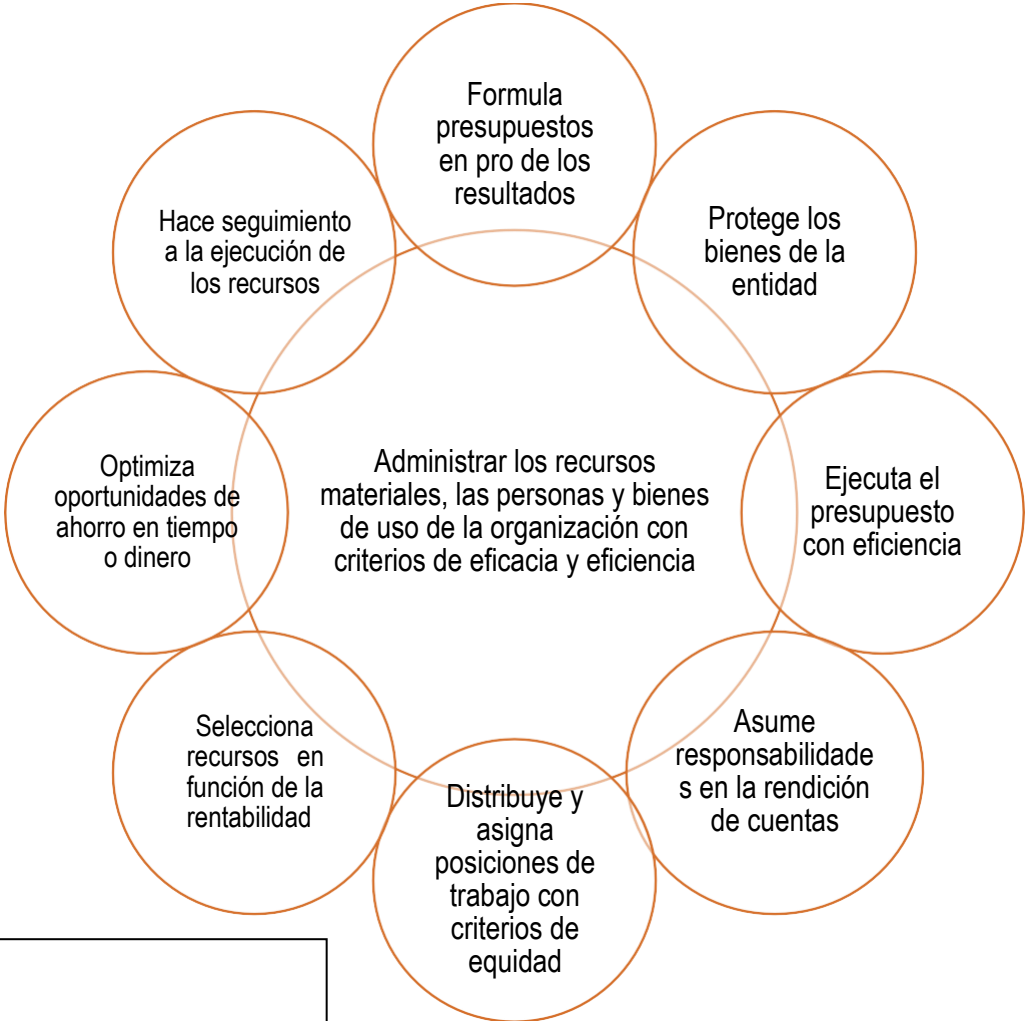 Formula
presupuestos
en pro de los
resultados
Protege los
bienes de la
entidad
Ejecuta el
presupuesto
con eficiencia
Asume
responsabilidade
s en la rendición
de cuentas
Distribuye y
asigna
posiciones de
trabajo con
criterios de
equidad
Selecciona
recursos en
función de la
rentabilidad
Optimiza
oportunidades de
ahorro en tiempo
o dinero
Hace seguimiento
a la ejecución de
los recursos
Administrar los recursos
materiales, las personas y bienes
de uso de la organización con
criterios de eficacia y eficiencia